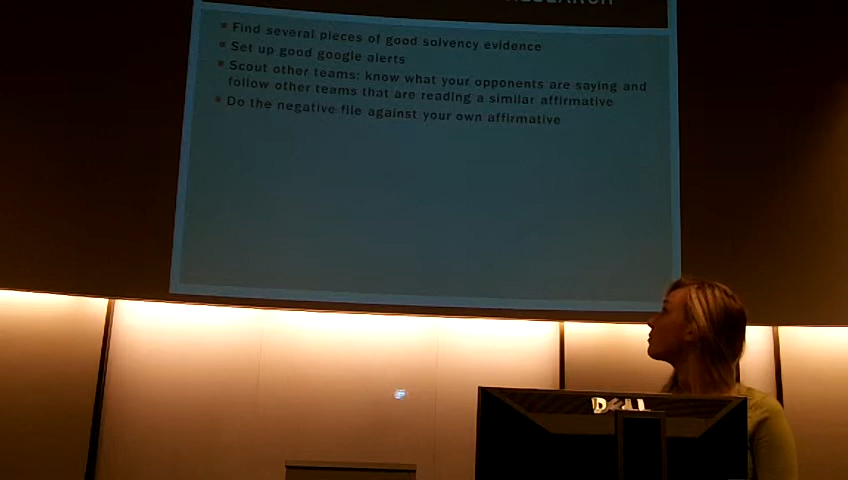 RESEARCH
Find several pieces of good solvency evidence
Set up good google alerts
Scout other teams: know what your opponents are saying and
follow other teams that are reading a similar affirmative
Do the negative file against your own affirmative
DELL